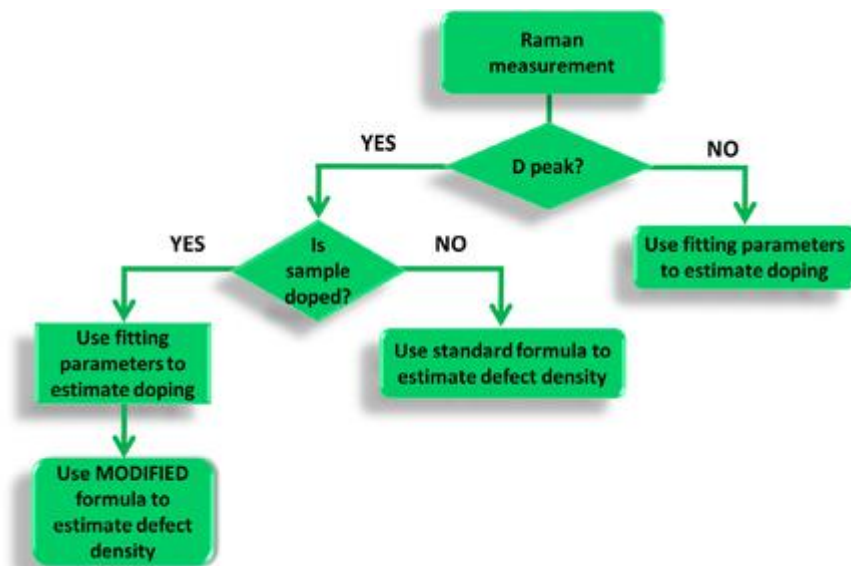 Raman
measurement
YES
D peak?
NO
YES
Is
sample
doped?
NO
Use fitting parameters
to estimate doping
Use fitting
parameters to
estimate doping
Use standard formula to
estimate defect density
Use MODIFIED
formula to
estimate defect
density